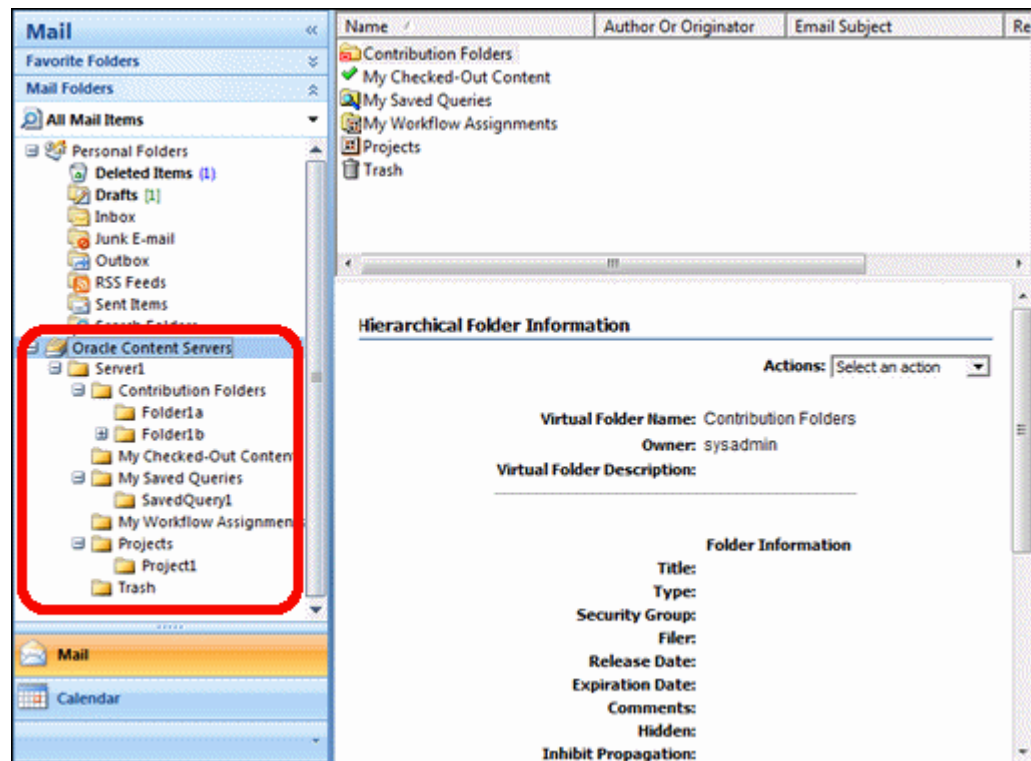 Mail
Favorite Folders
Mail Folders
All Mail Items
Personal Folders
Deleted Items (1)
Drafts [1]
Inbox
Junk E-mail
Outbox
RSS Feeds
Sent Items
Search Folders
Oracle Content Servers
Server1
Contribution Folders
Folder1a
Folder1b
My Checked-Out Conten
My Saved Queries
SavedQuery1
My Workflow Assignments
Projects
Project1
Trash
Mail
Calendar
Name Author Or Originator Email Subject Re
Contribution Folders
My Checked-Out Content
My Saved Queries
My Workflow Assignments
Projects
Trash
Hierarchical Folder Information
Actions: Select an action
Virtual Folder Name: Contribution Folders
Owner: sysadmin
Virtual Folder Description:
Folder Information
Title:
Type:
Security Group:
Filer:
Release Date:
Expiration Date:
Comments:
Hidden:
Inhibit Propagation: